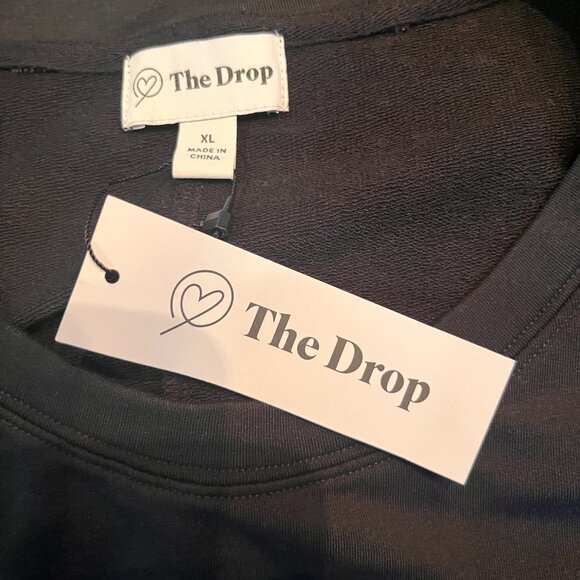 The Drop
XL
MADE IN
CHINA
The Drop